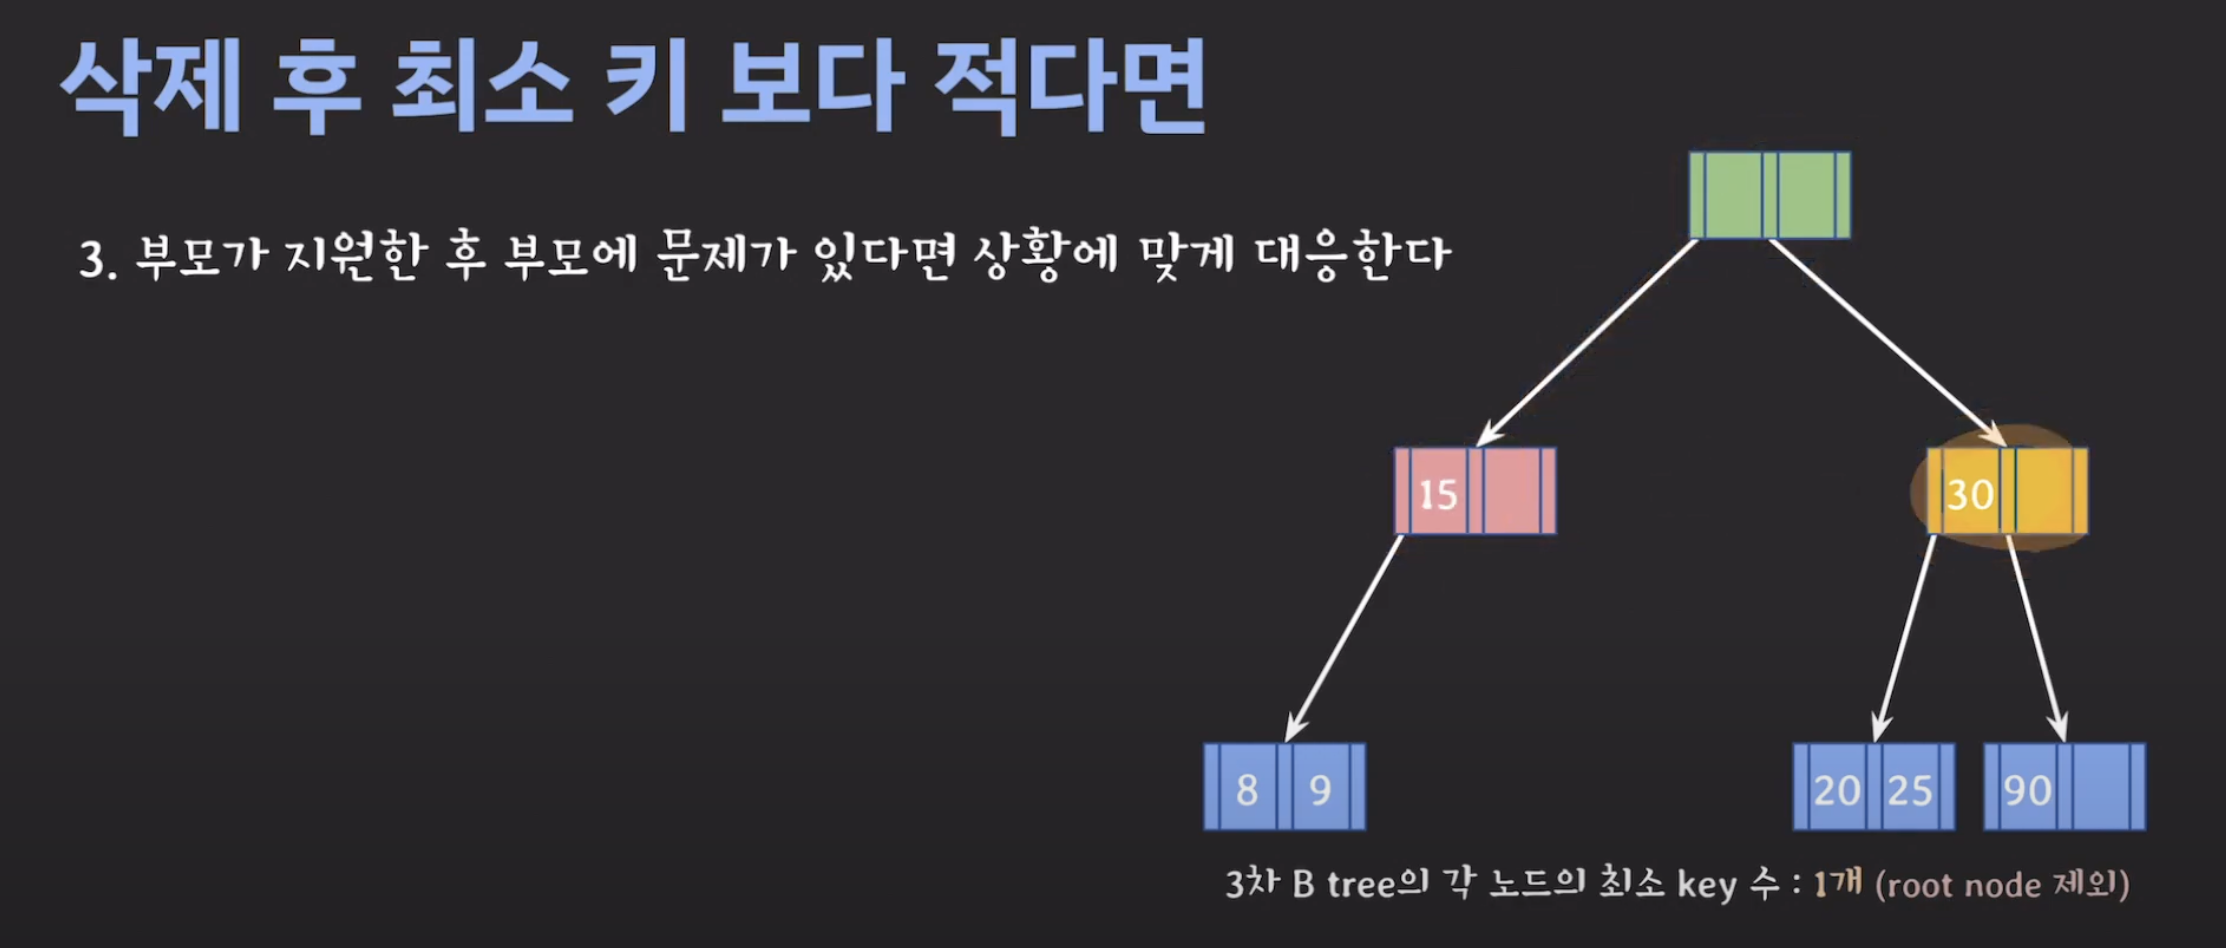 삭제 후 최소 키 보다 적다면
3. 부모가 지원한 후 부모에 문제가 있다면 상황에 맞게 대응한다
15
30
8 9
20 25
90
3차 B tree의 각 노드의 최소 key 수 : 1개 (root node 제외)